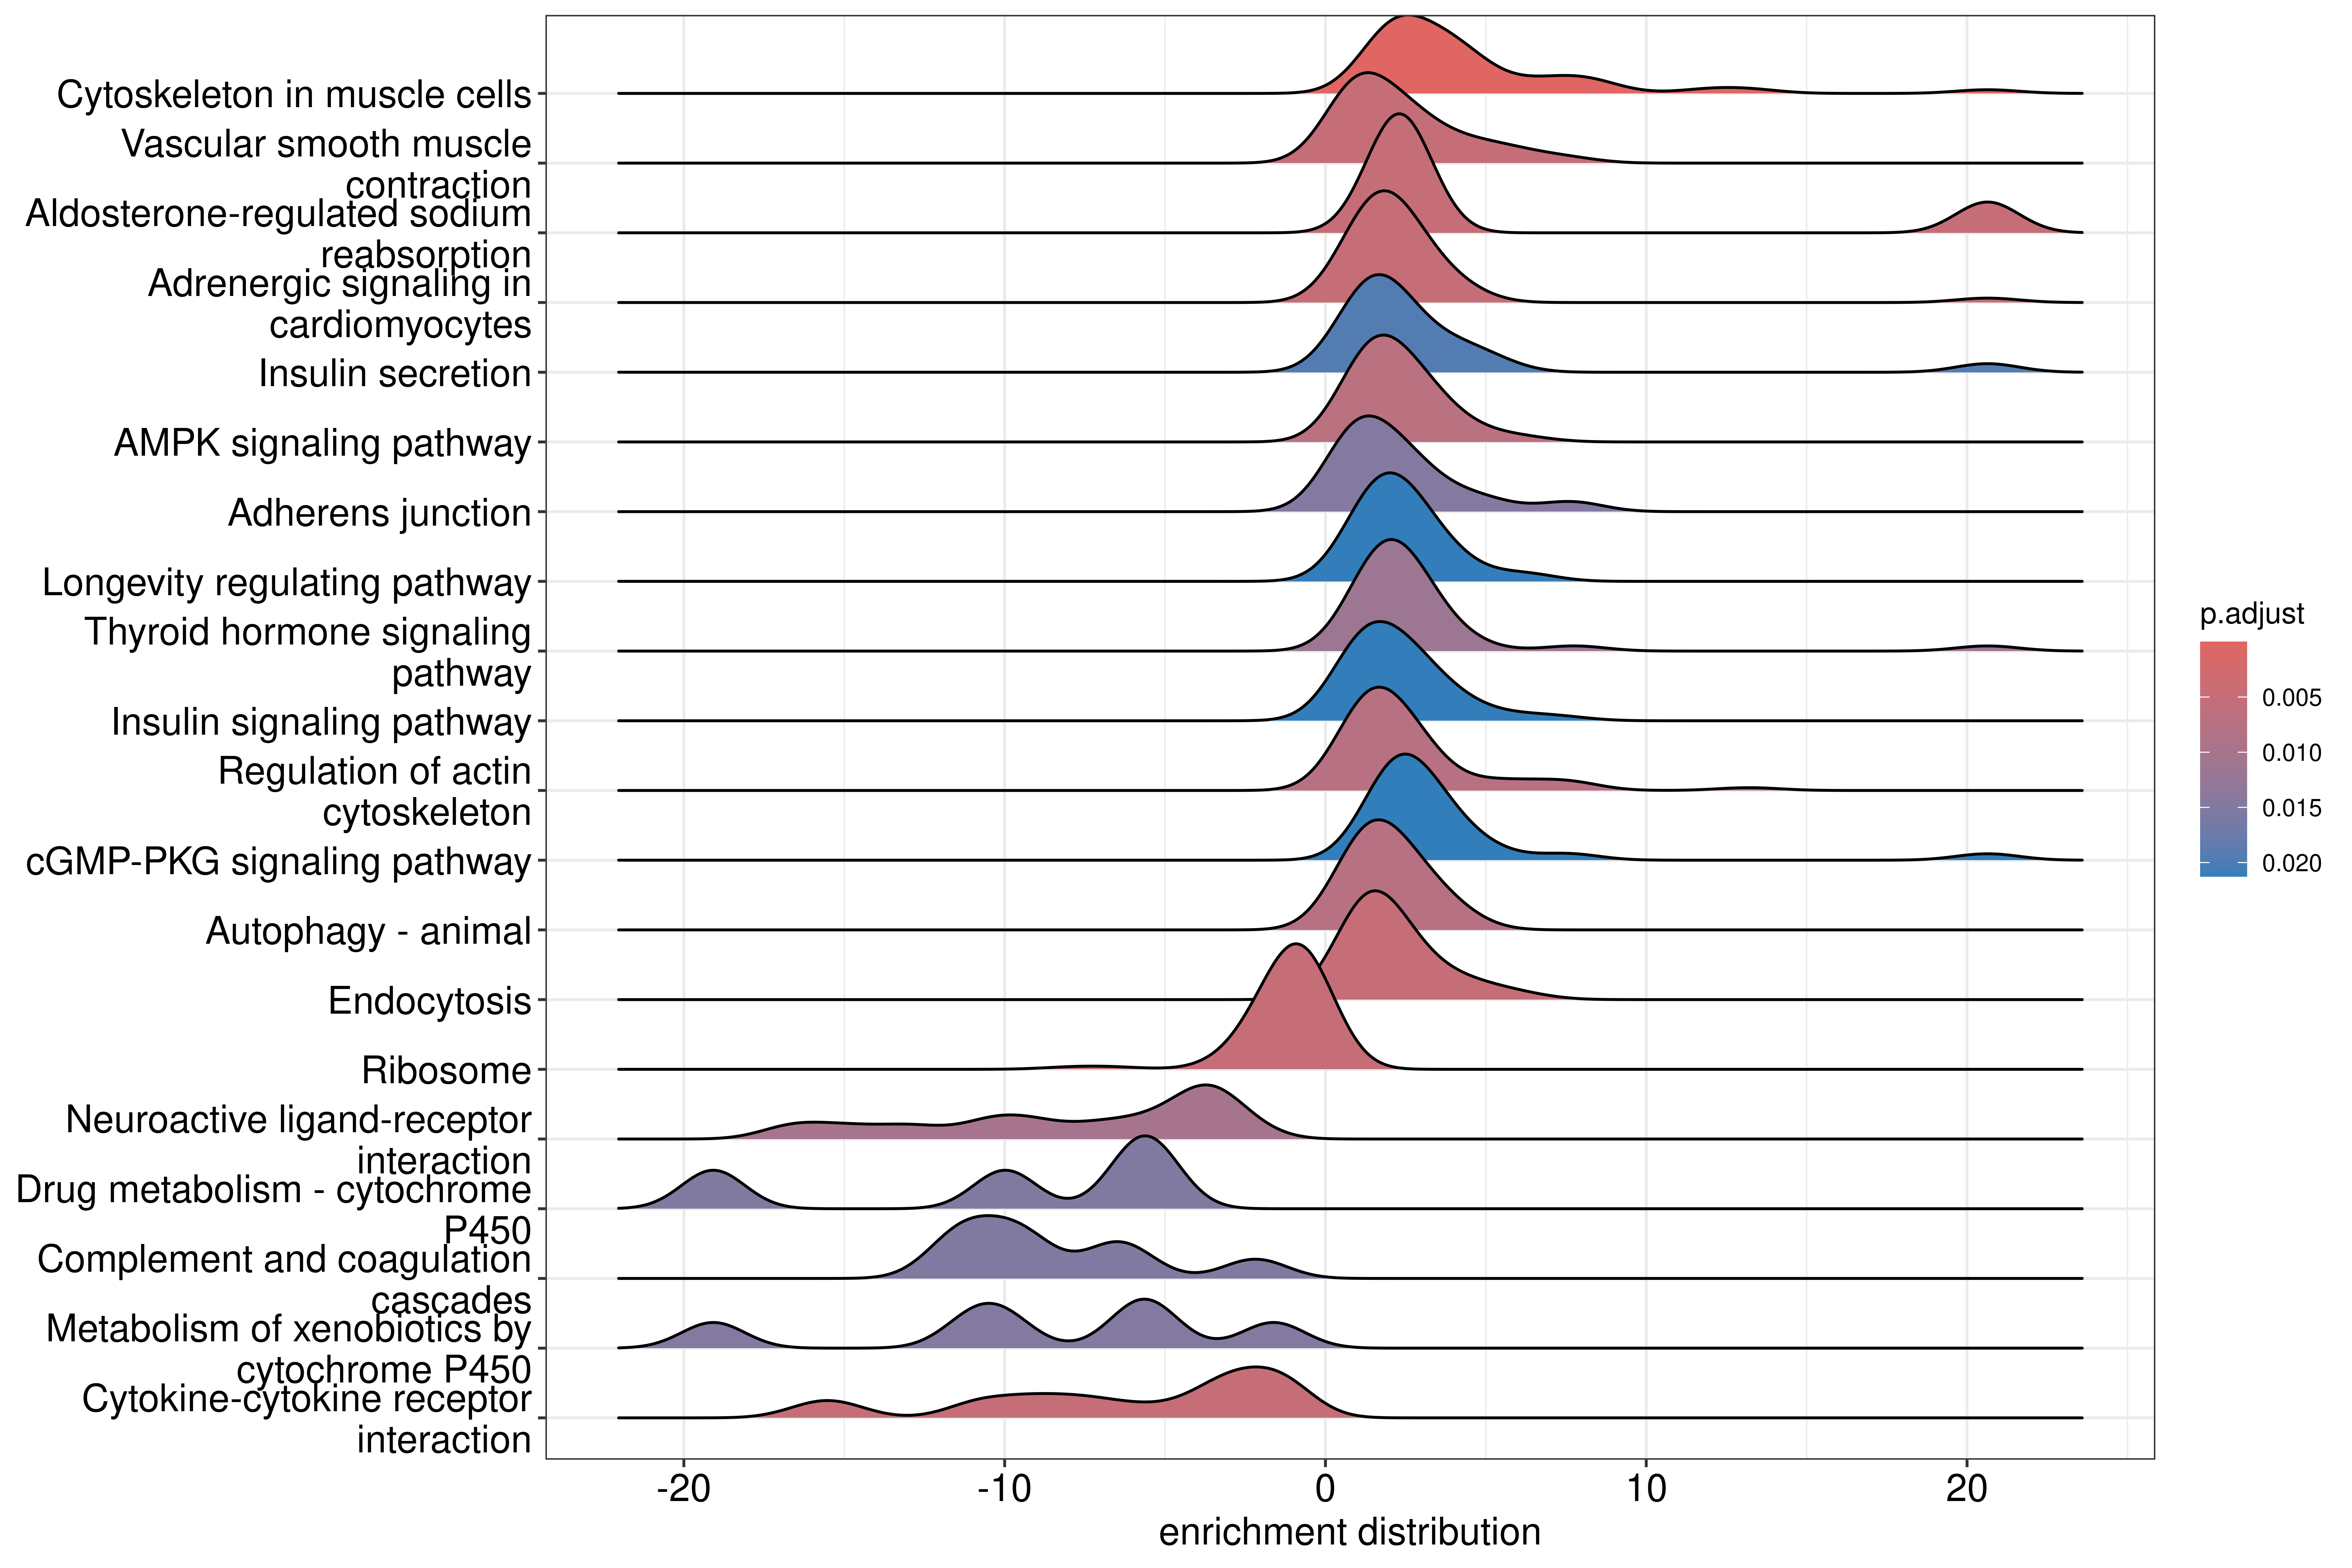 Cytoskeleton in muscle cells
Vascular smooth muscle
contraction
Aldosterone-regulated sodium
reabsorption
Adrenergic signaling in
cardiomyocytes
Insulin secretion
AMPK signaling pathway
Adherens junction
Longevity regulating pathway
Thyroid hormone signaling
pathway
Insulin signaling pathway
Regulation of actin
cytoskeleton
cGMP-PKG signaling pathway
Autophagy - animal
Endocytosis
Ribosome
Neuroactive ligand-receptor
interaction
Drug metabolism - cytochrome
P450
Complement and coagulation
cascades
Metabolism of xenobiotics by
cytochrome P450
Cytokine-cytokine receptor
interaction
-20 -10 0 10 20
enrichment distribution
p.adjust
0.005
0.010
0.015
0.020